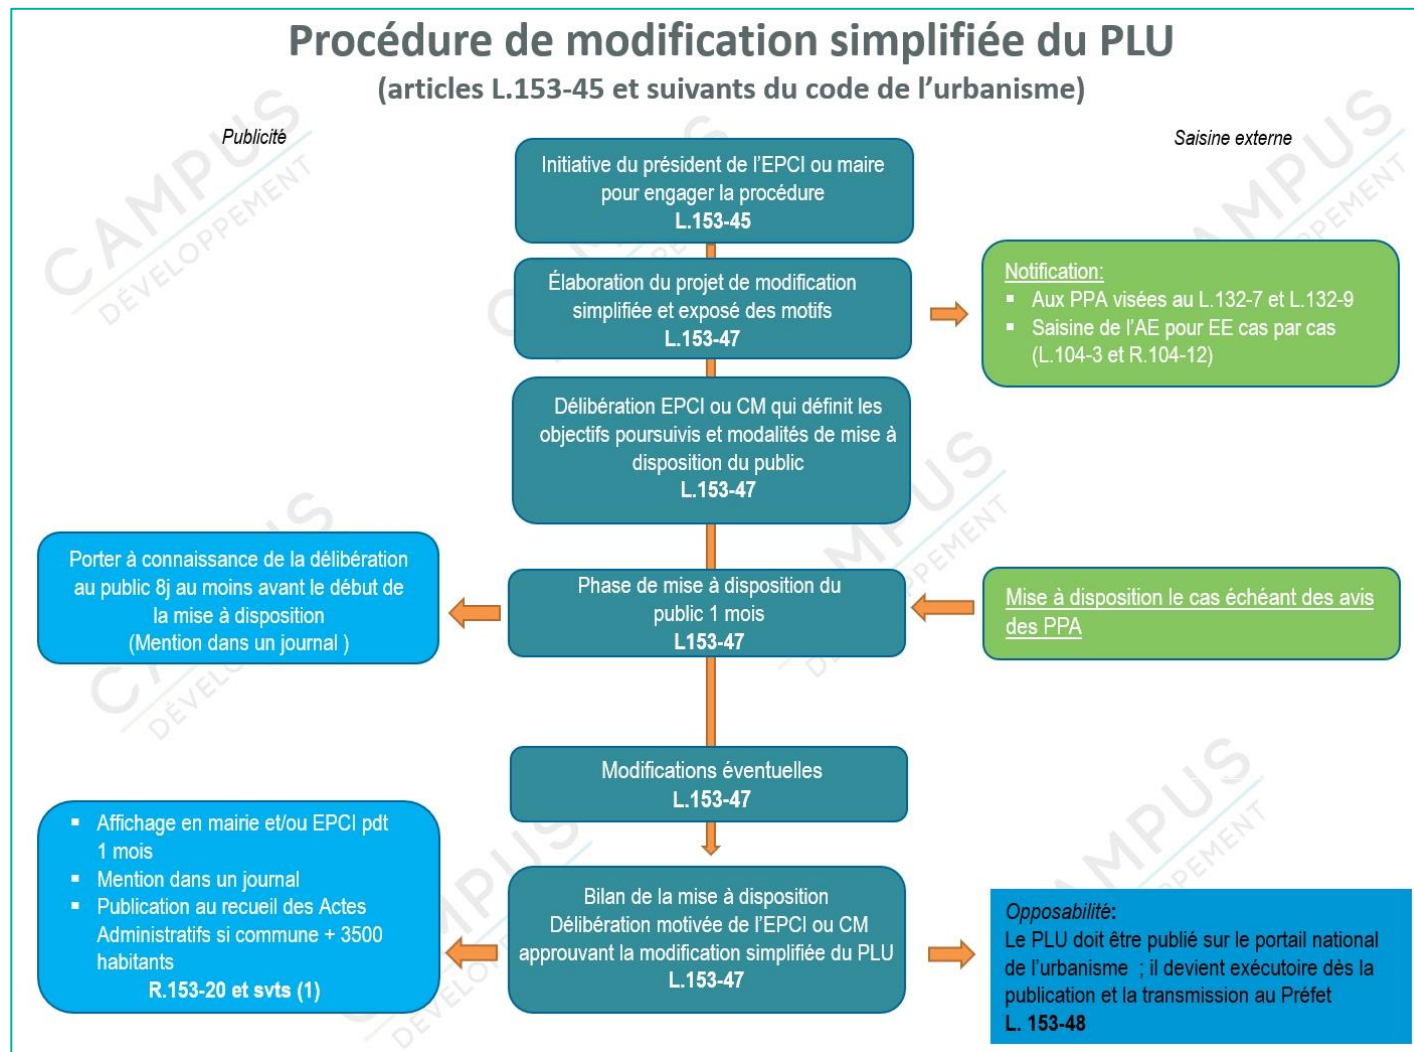 Procédure de modification simplifiée du PLU
(articles L.153-45 et suivants du code de l'urbanisme)
Publicité
Saisine externe
Initiative du président de l'EPCI ou maire
pour engager la procédure
L.153-45
Élaboration du projet de modification
simplifiée et exposé des motifs
L.153-47
Notification:
▪ Aux PPA visées au L.132-7 et L.132-9
▪ Saisine de l'AE pour EE cas par cas
(L.104-3 et R.104-12)
Délibération EPCI ou CM qui définit les
objectifs poursuivis et modalités de mise à
disposition du public
L.153-47
Porter à connaissance de la délibération
au public 8j au moins avant le début de
la mise à disposition
(Mention dans un journal )
Phase de mise à disposition du
public 1 mois
L153-47
Mise à disposition le cas échéant des avis
des PPA
Modifications éventuelles
L.153-47
▪ Affichage en mairie et/ou EPCI pdt
1 mois
▪ Mention dans un journal
▪ Publication au recueil des Actes
Administratifs si commune + 3500
habitants
R.153-20 et svts (1)
Bilan de la mise à disposition
Délibération motivée de l'EPCI ou CM
approuvant la modification simplifiée du PLU
L.153-47
Opposabilité:
Le PLU doit être publié sur le portail national
de l'urbanisme ; il devient exécutoire dès la
publication et la transmission au Préfet
L. 153-48
CAMPUS
DÉVELOPPEMENT